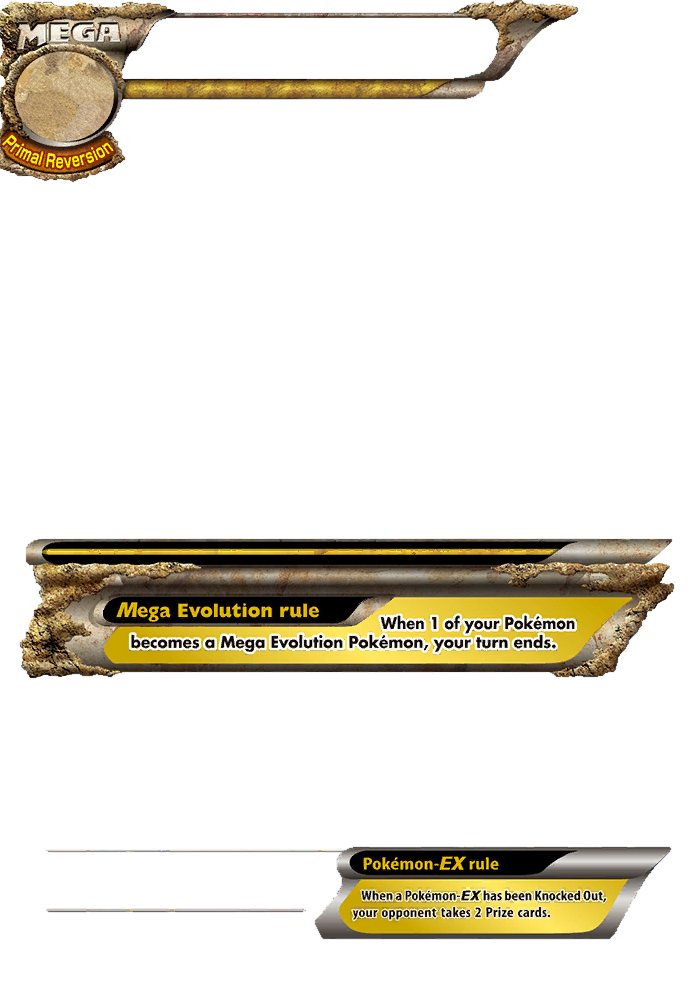 MEGA
Primal Reversion
Mega Evolution rule
When 1 of your Pokémon
becomes a Mega Evolution Pokémon, your turn ends.
Pokémon-EX rule
When a Pokémon-EX has been Knocked Out,
your opponent takes 2 Prize cards.